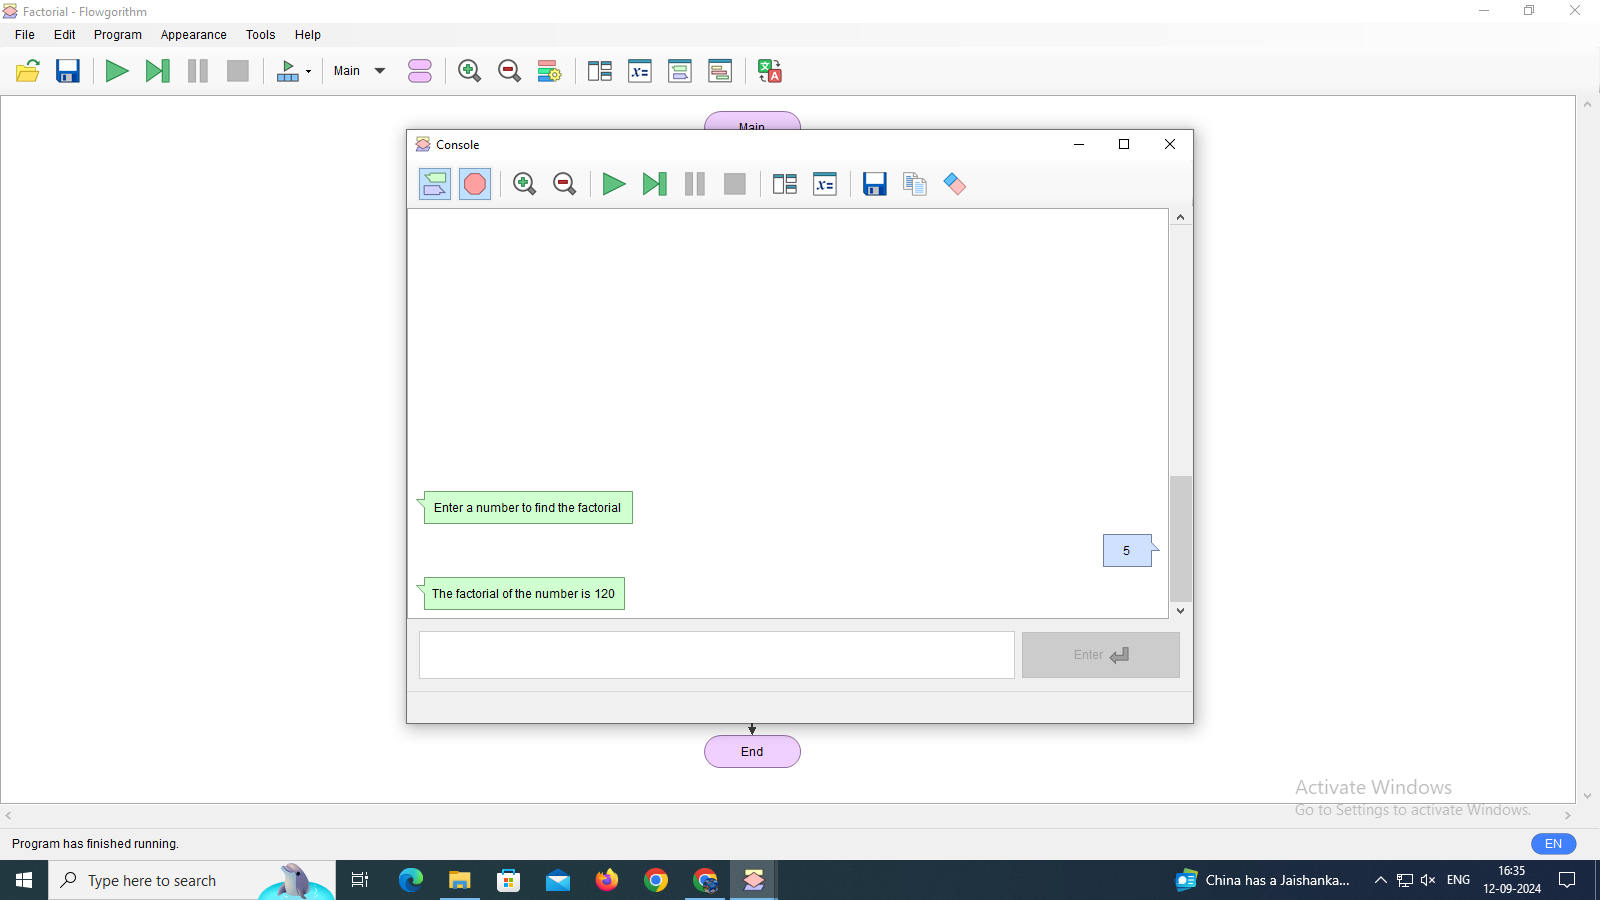 Factorial - Flowgorithm
File Edit Program Appearance Tools Help
Main
Main
Console
Enter a number to find the factorial
5
The factorial of the number is 120
Enter
End
Activate Windows
Go to Settings to activate Windows.
Program has finished running.
EN
Type here to search
China has a Jaishanka...
ENG
16:35
12-09-2024